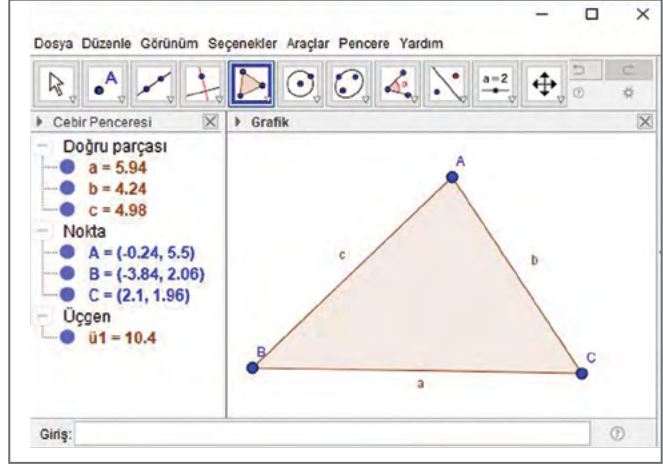 Dosya Düzenle Görünüm Seçenekler Araçlar Pencere Yardım
A
α
a=2
Cebir Penceresi
Grafik
Doğru parçası
a = 5.94
b = 4.24
c = 4.98
Nokta
A = (-0.24, 5.5)
B = (-3.84, 2.06)
C = (2.1, 1.96)
Üçgen
ü1 = 10.4
A
c
b
B
C
a
Giriş: